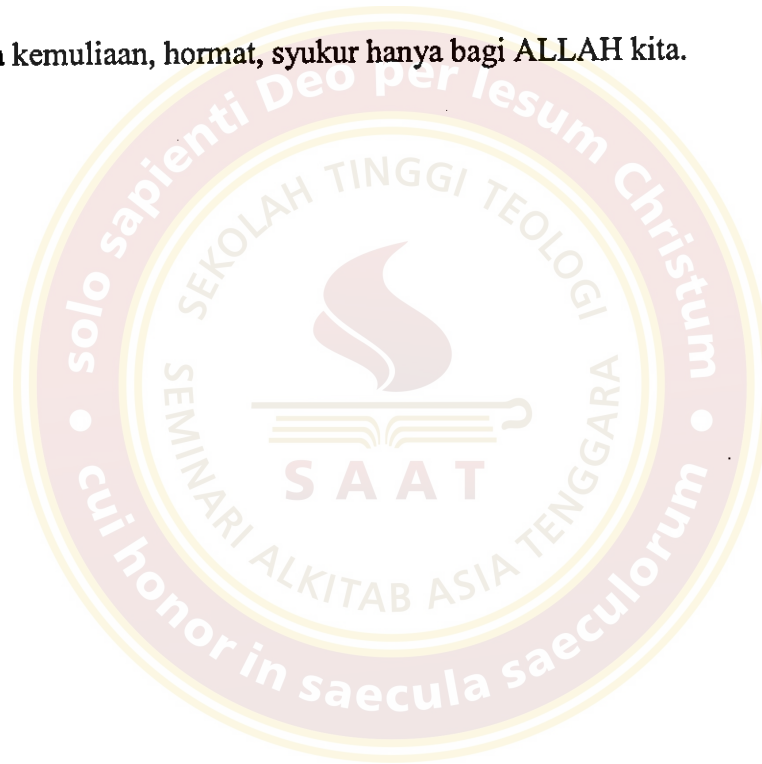 kemuliaan, hormat, syukur hanya bagi ALLAH kita.
solo sapienti Deo per Iesum Christum
SEKOLAH TINGGI TEOLOGI
SEMINARI ALKITAB ASIA TENGGARA
SAAT
cui honor in saecula saeculorum